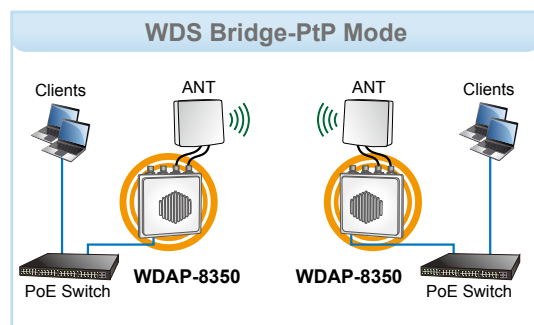 WDS Bridge-PtP Mode
Clients
ANT
ANT
Clients
WDAP-8350
WDAP-8350
PoE Switch
PoE Switch